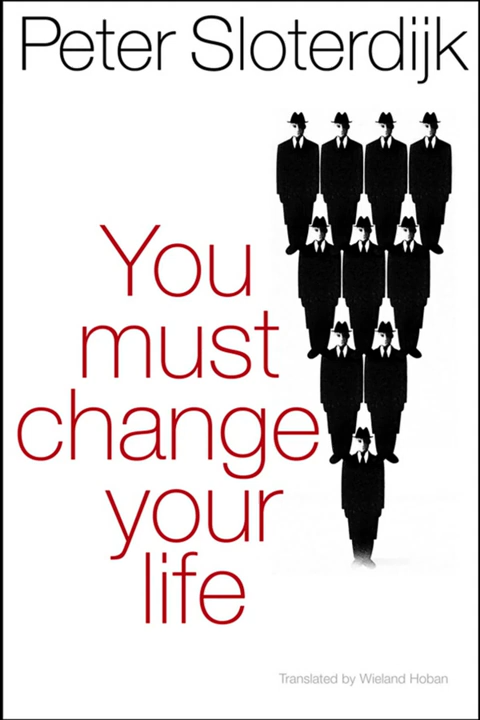 Peter Sloterdijk
You
must
change
your
life
Translated by Wieland Hoban